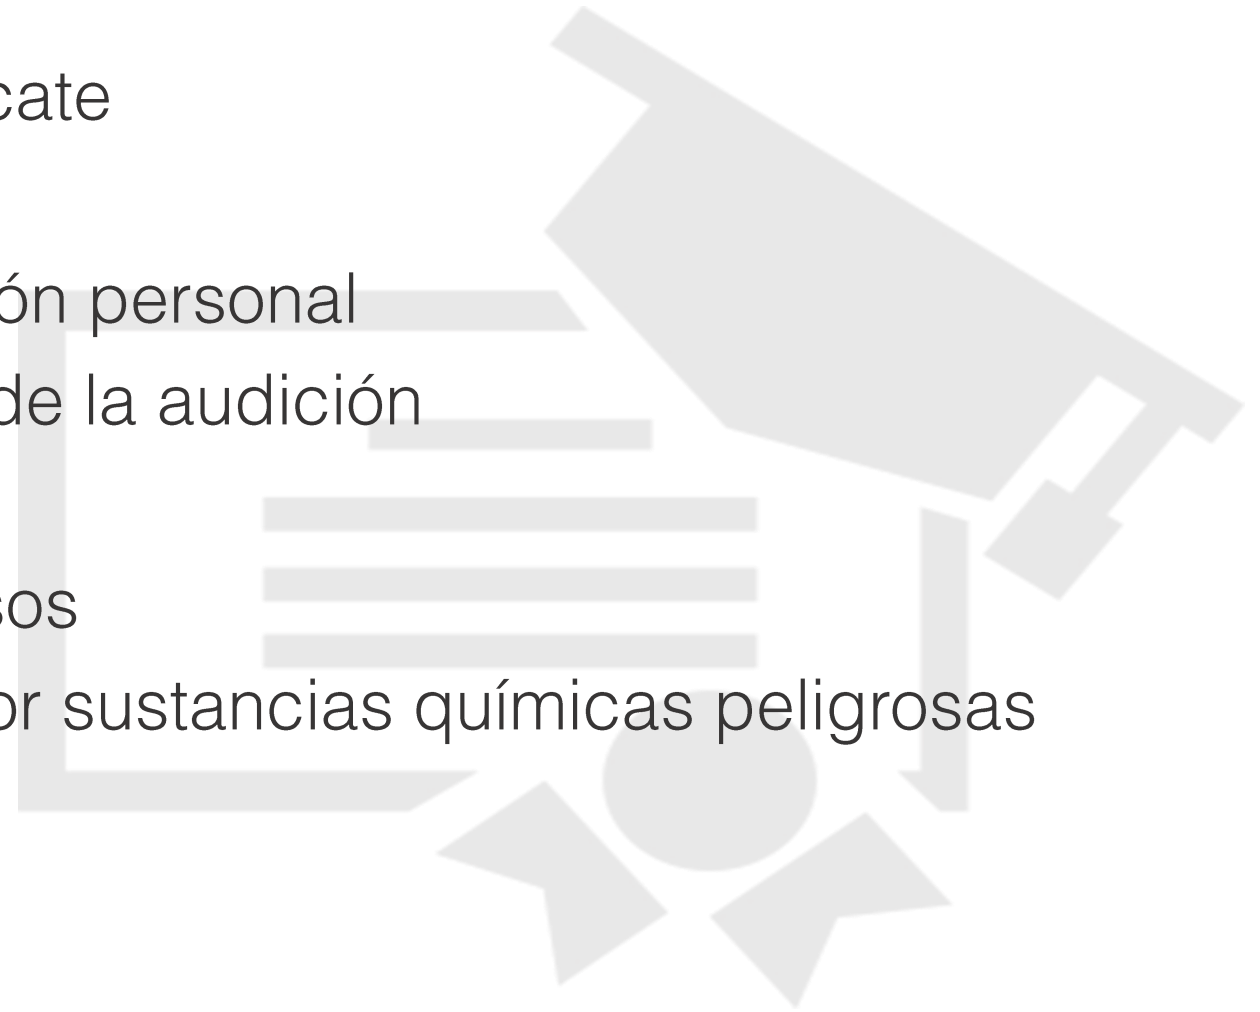 cate
ón personal
de la audición
sos
or sustancias químicas peligrosas